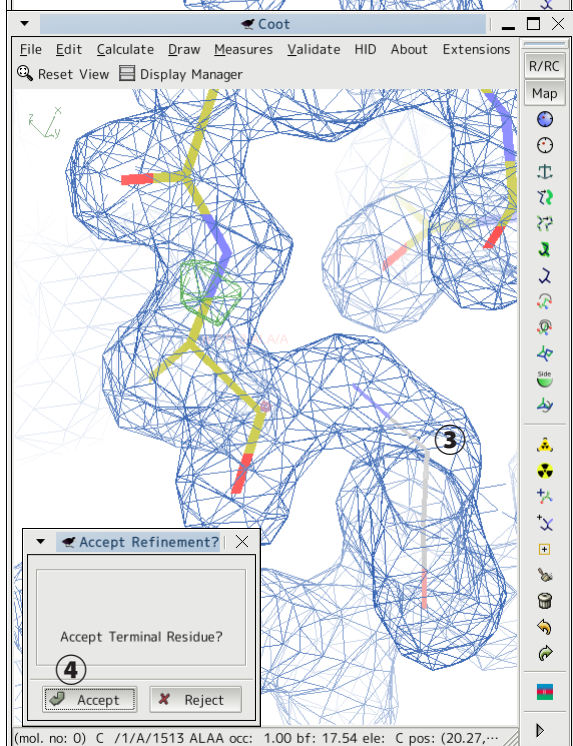 Coot
File Edit Calculate Draw Measures Validate HID About Extensions
R/RC
Reset View Display Manager
Map
x
z
y
Side
A/A
③
Accept Refinement?
Accept Terminal Residue?
④
Accept Reject
(mol. no: 0) C /1/A/1513 ALAA occ: 1.00 bf: 17.54 ele: C pos: (20.27,⋯